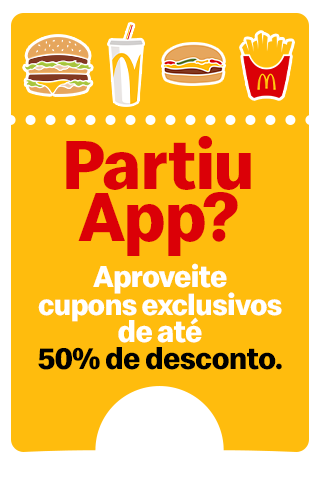 Partiu
App?
Aproveite
cupons exclusivos
de até
50% de desconto.